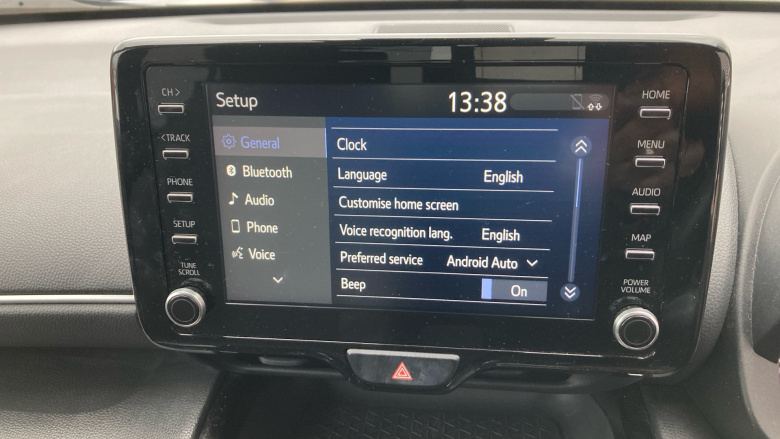 CH >
< TRACK
PHONE
SETUP
TUNE
SCROLL
Setup
13:38
General
Bluetooth
Audio
Phone
Voice
Clock
Language English
Customise home screen
Voice recognition lang. English
Preferred service Android Auto
Beep On
HOME
MENU
AUDIO
MAP
POWER
VOLUME